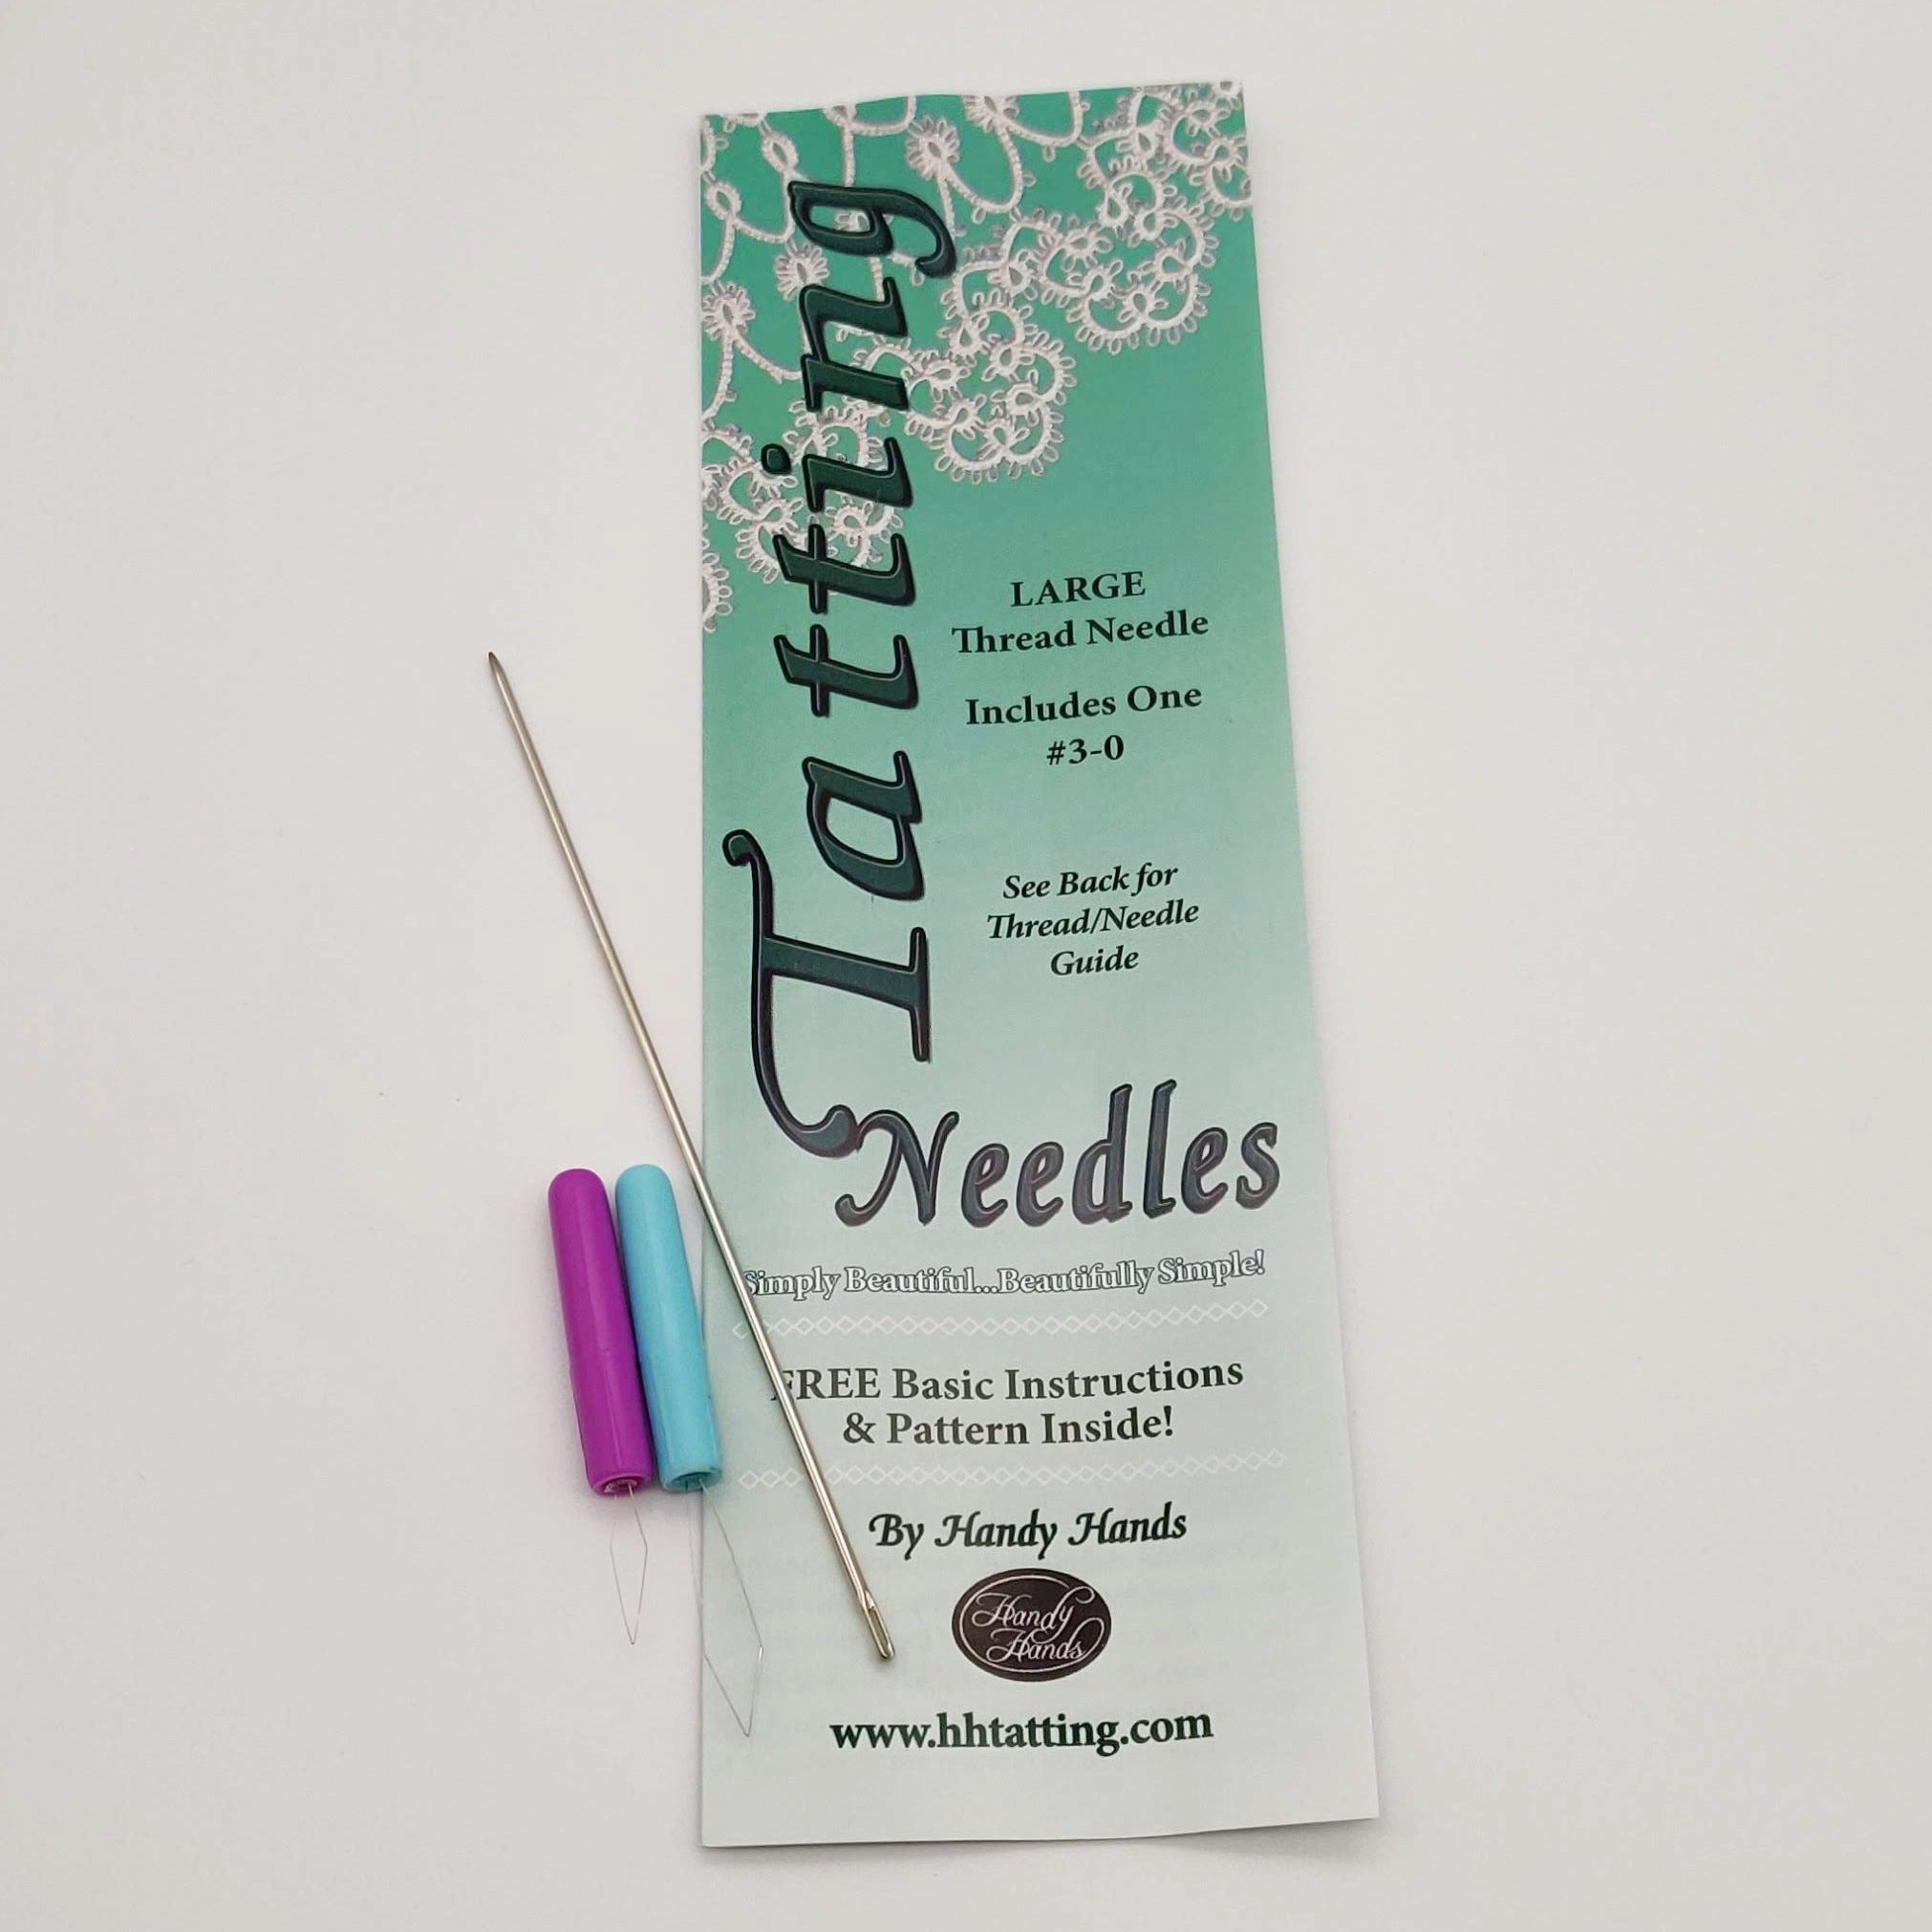 Tatting
LARGE
Thread Needle
Includes One
#3-0
See Back for
Thread/Needle
Guide
Needles
Simply Beautiful...Beautifully Simple!
FREE Basic Instructions
& Pattern Inside!
By Handy Hands
Handy
Hands
www.hhtatting.com